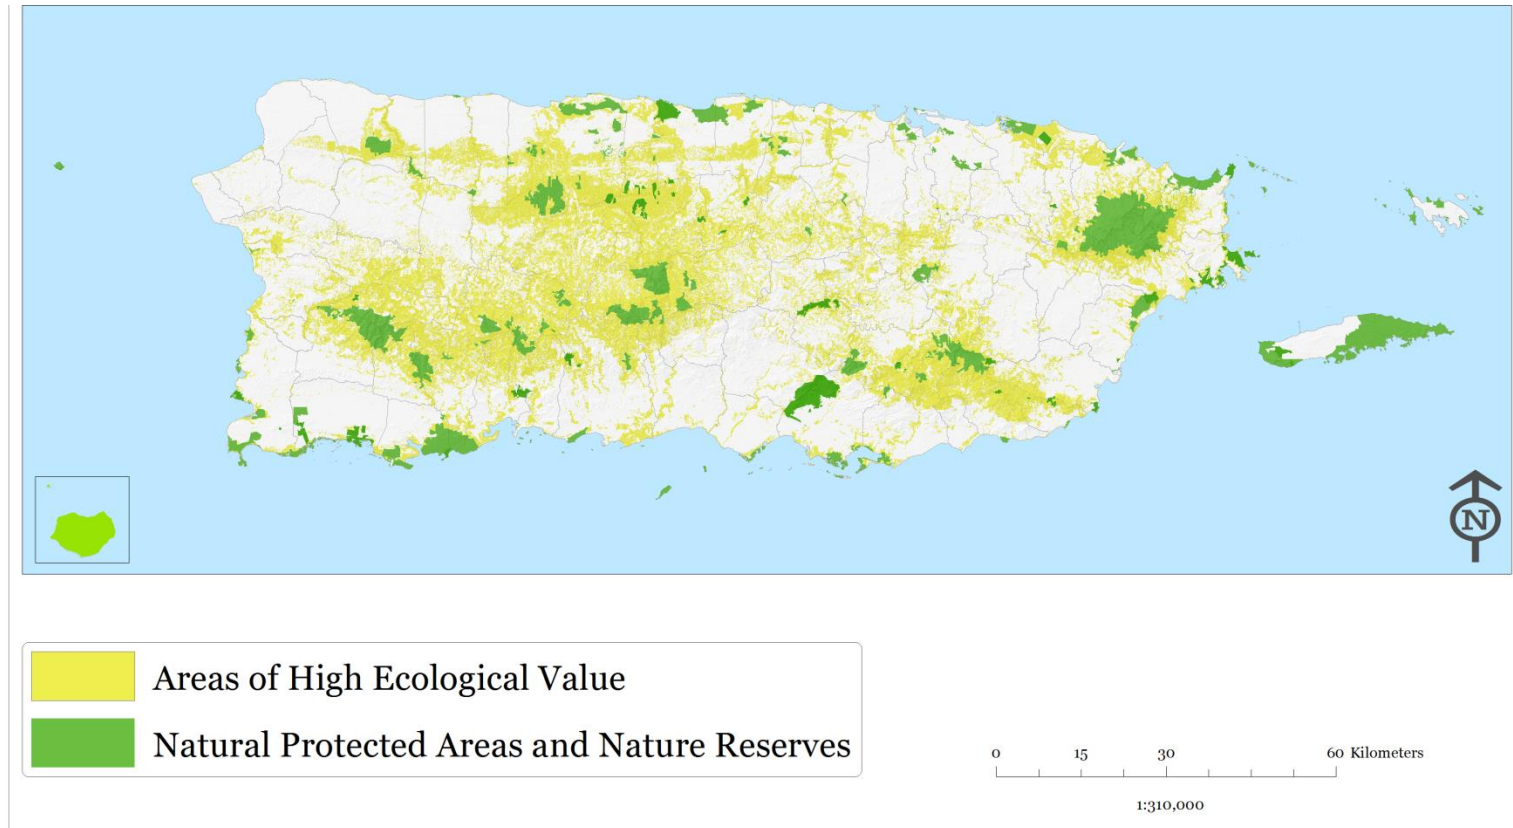 N
Areas of High Ecological Value
Natural Protected Areas and Nature Reserves
0 15 30 60 Kilometers
1:310,000